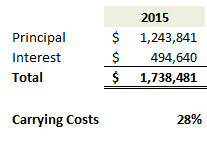 2015
Principal $ 1,243,841
Interest $ 494,640
Total $ 1,738,481
Carrying Costs 28%